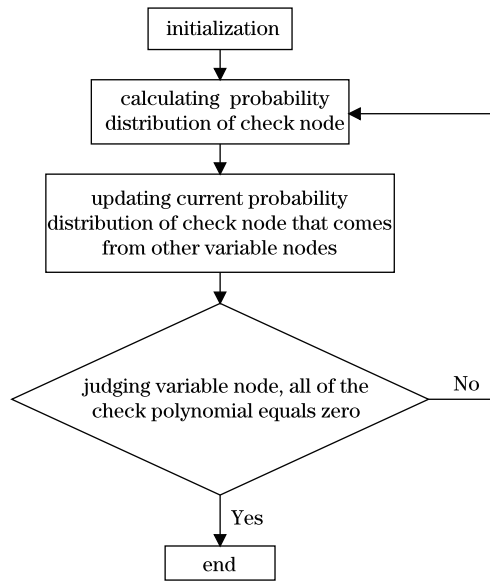 initialization
calculating probability
distribution of check node
updating current probability
distribution of check node that comes
from other variable nodes
judging variable node, all of the
check polynomial equals zero
No
Yes
end